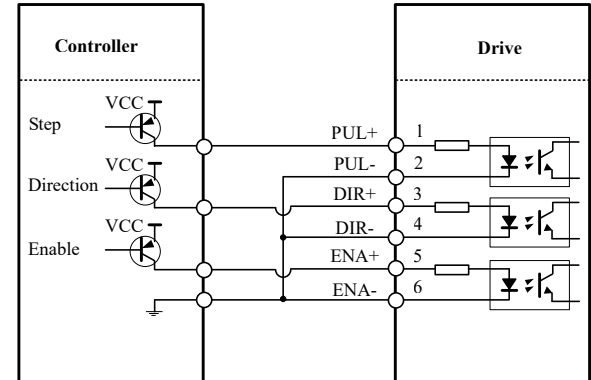 Controller
Drive
VCC
Step
PUL+ 1
PUL- 2
VCC
Direction
DIR+ 3
DIR- 4
VCC
Enable
ENA+ 5
ENA- 6